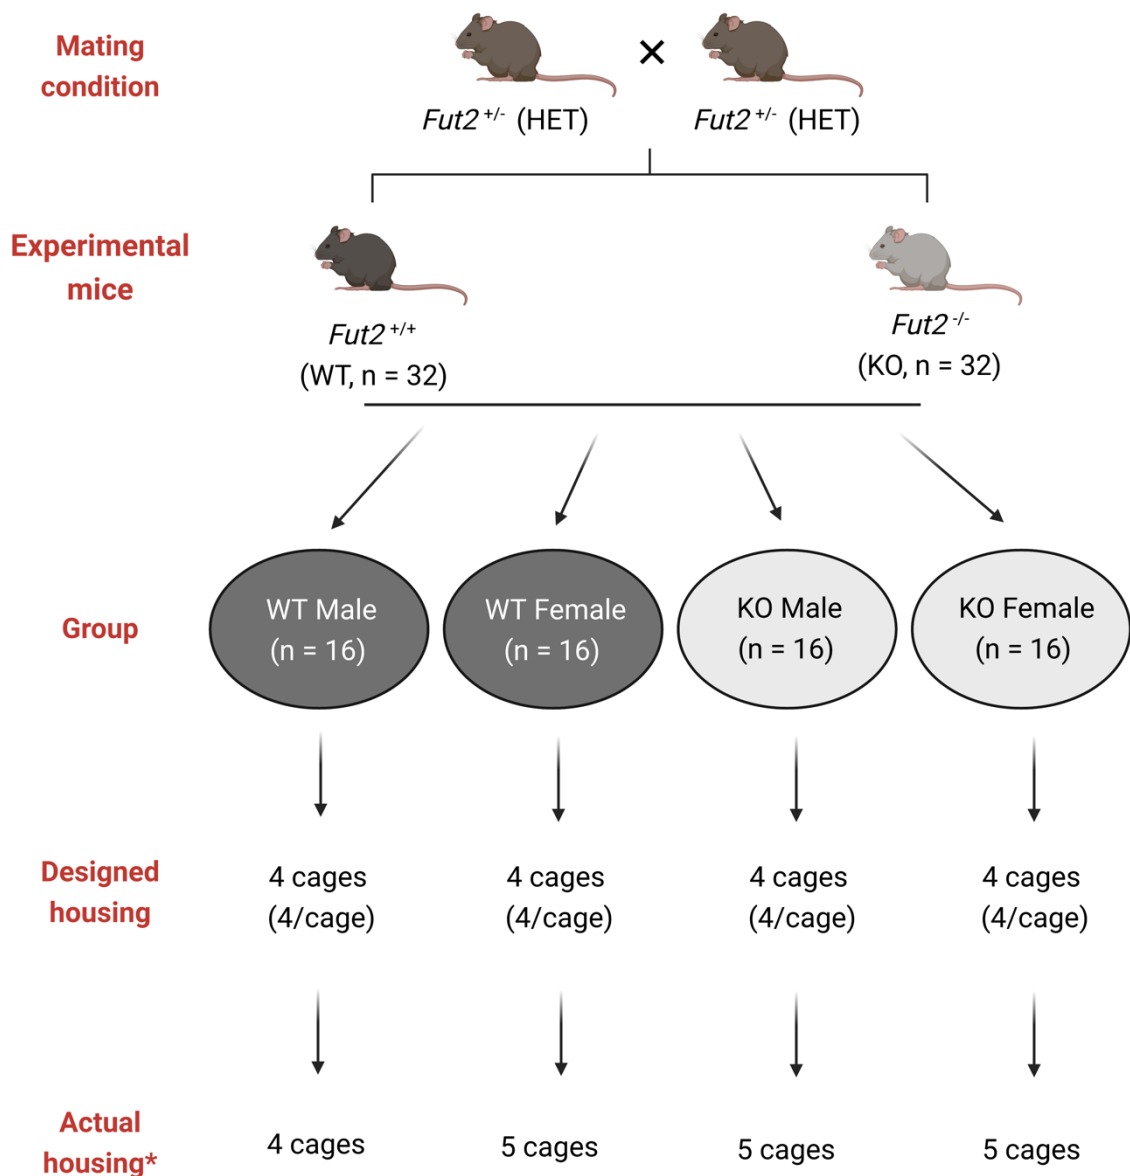 Mating
condition
×
Fut2 +/- (HET)
Fut2 +/- (HET)
Experimental
mice
Fut2 +/+
(WT, n = 32)
Fut2 -/-
(KO, n = 32)
Group
WT Male
(n = 16)
WT Female
(n = 16)
KO Male
(n = 16)
KO Female
(n = 16)
Designed
housing
4 cages
(4/cage)
4 cages
(4/cage)
4 cages
(4/cage)
4 cages
(4/cage)
Actual
housing*
4 cages
5 cages
5 cages
5 cages